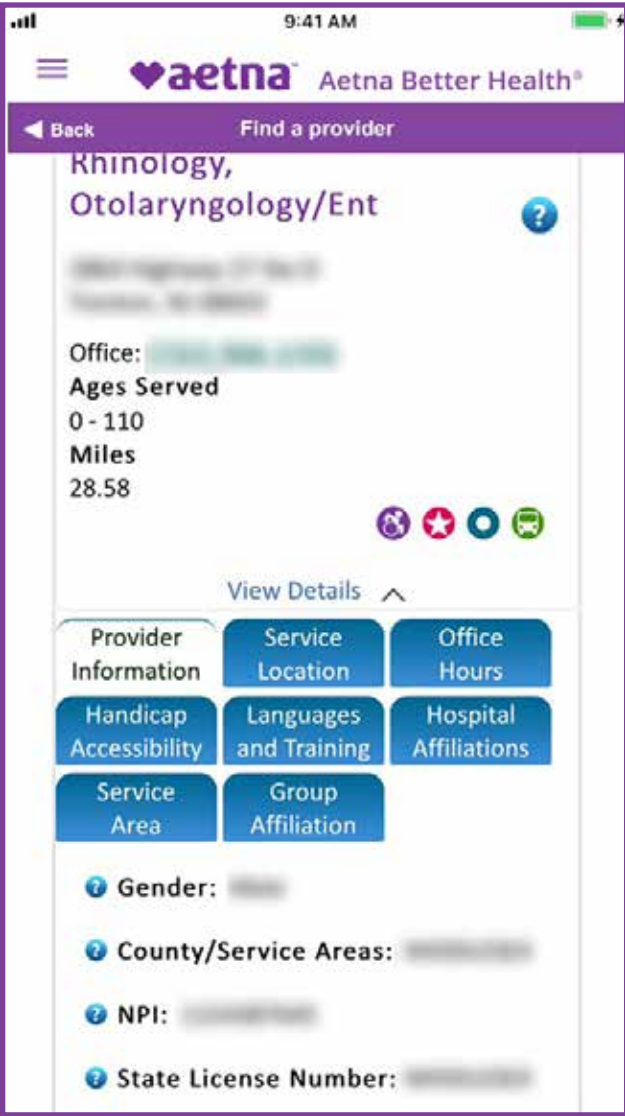 9:41 AM
aetna™ Aetna Better Health®
Back Find a provider
Rhinology,
Otolaryngology/Ent
?
Office:
Ages Served
0 - 110
Miles
28.58
View Details
Provider Information
Service Location
Office Hours
Handicap Accessibility
Languages and Training
Hospital Affiliations
Service Area
Group Affiliation
? Gender:
? County/Service Areas:
? NPI:
? State License Number: